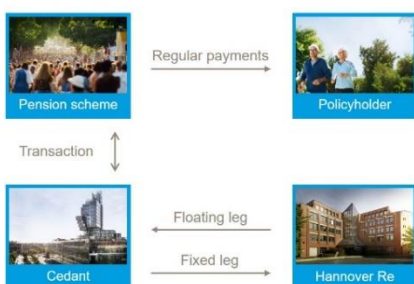 Regular payments
Pension scheme
Policyholder
Transaction
Floating leg
Fixed leg
Cedant
Hannover Re